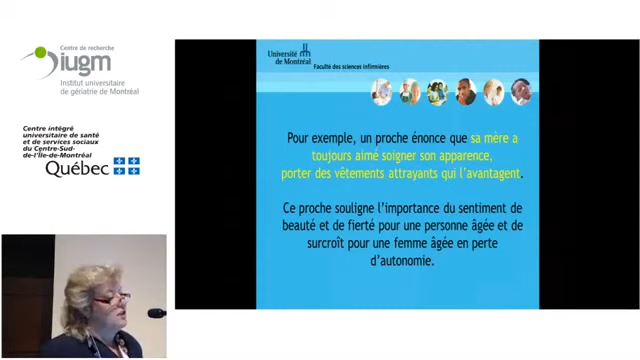 Centre de recherche
iugm
Institut universitaire
de gériatrie de Montréal
Centre intégré
universitaire de santé
et de services sociaux
du Centre-Sud-
de-l'Île-de-Montréal
Québec
Université
de Montréal
Faculté des sciences infirmières
Pour exemple, un proche énonce que sa mère a
toujours aimé soigner son apparence,
porter des vêtements attrayants qui l'avantagent.
Ce proche souligne l'importance du sentiment de
beauté et de fierté pour une personne âgée et de
surcroît pour une femme âgée en perte
d'autonomie.